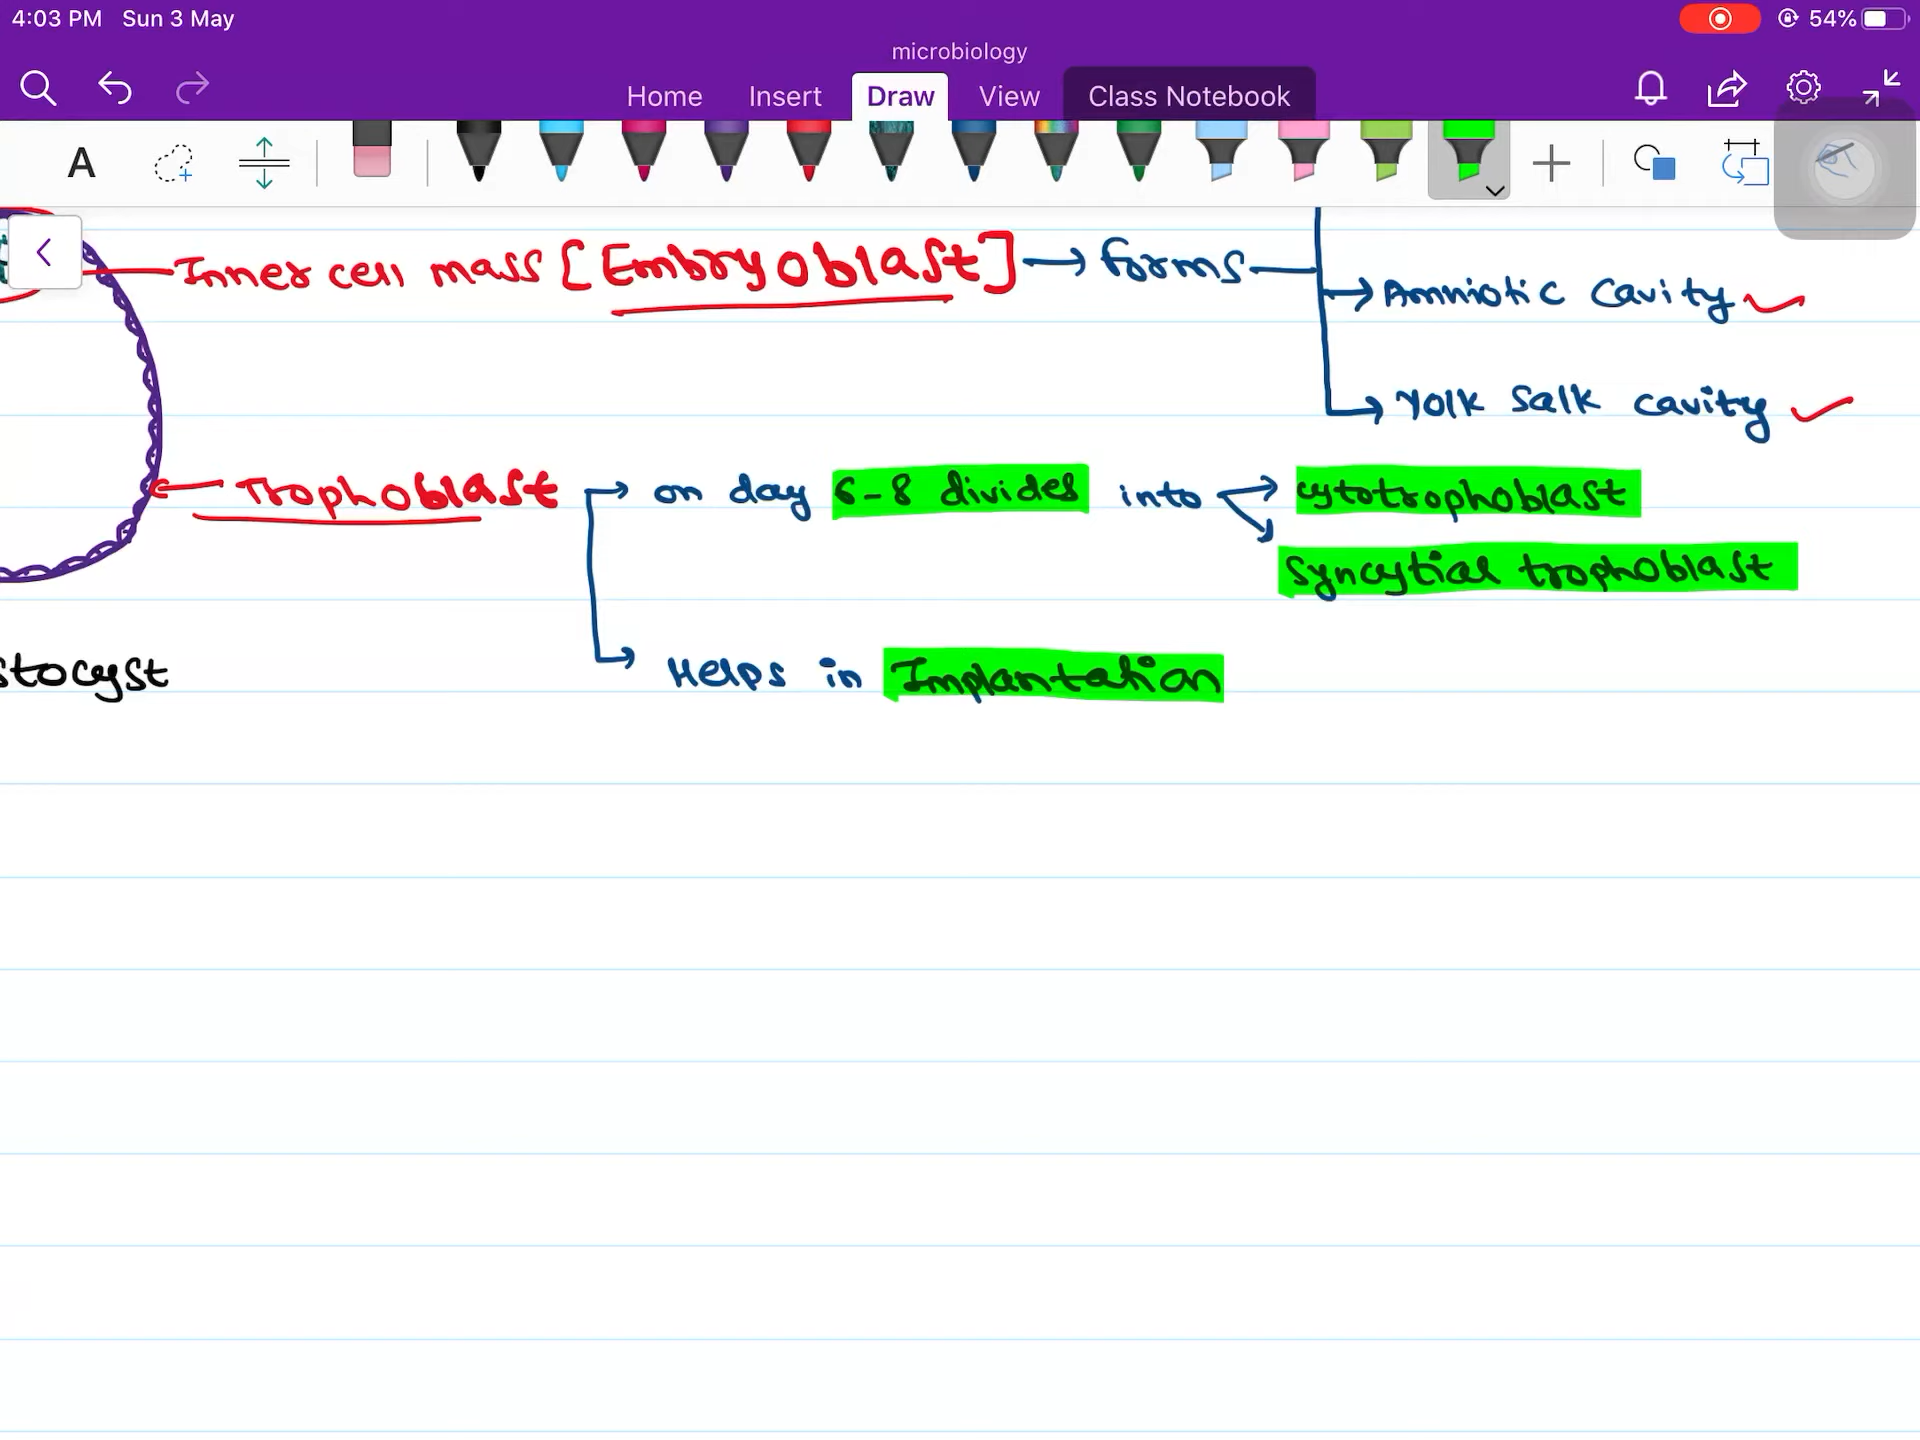 4:03 PM Sun 3 May
54%
microbiology
Home Insert Draw View Class Notebook
A
Inner cell mass [Embryoblast] → forms
→ Amniotic cavity ✓
→ Yolk Salk cavity ✓
Trophoblast → on day 6-8 divides into → cytotrophoblast
Syncytial trophoblast
→ Helps in Implantation
stocyst